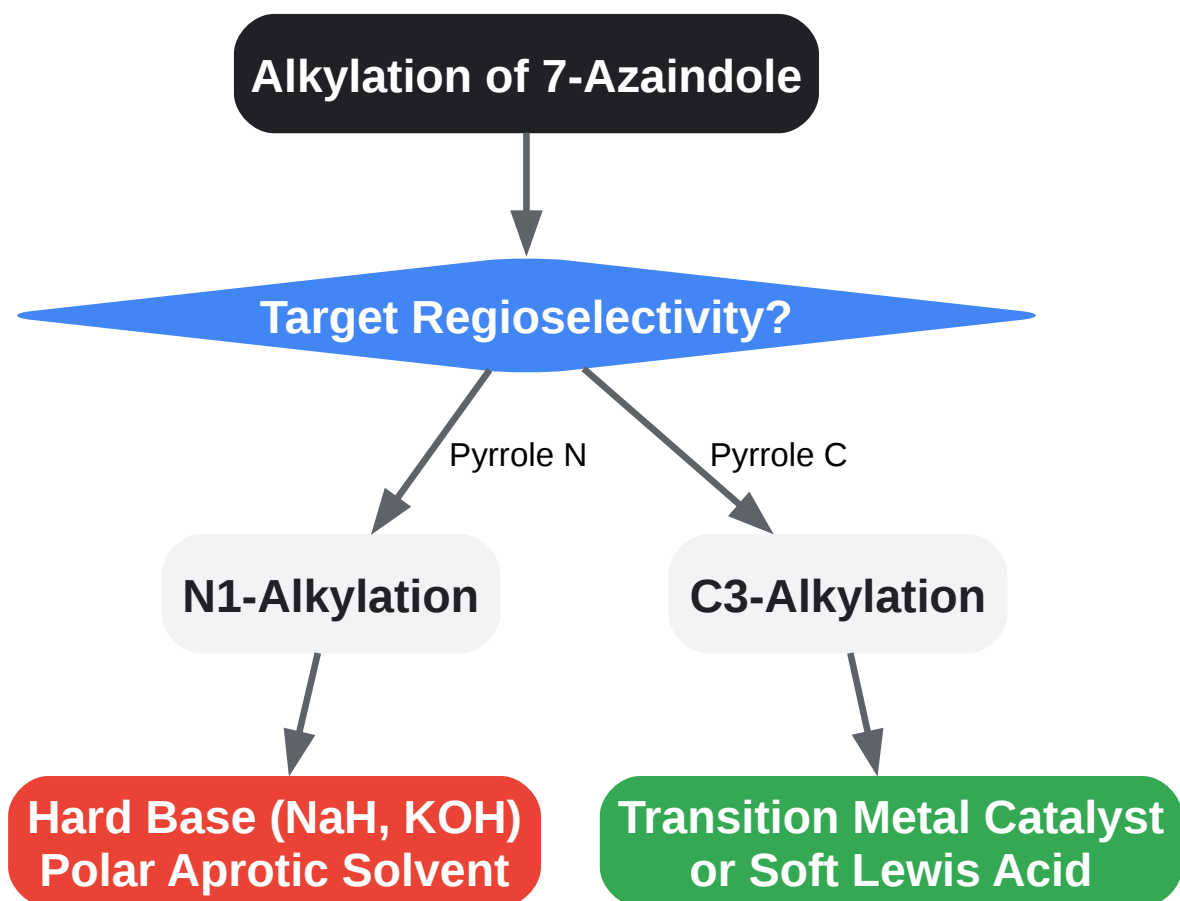 Alkylation of 7-Azaindole
Target Regioselectivity?
Pyrrole N
Pyrrole C
N1-Alkylation
C3-Alkylation
Hard Base (NaH, KOH)
Polar Aprotic Solvent
Transition Metal Catalyst
or Soft Lewis Acid